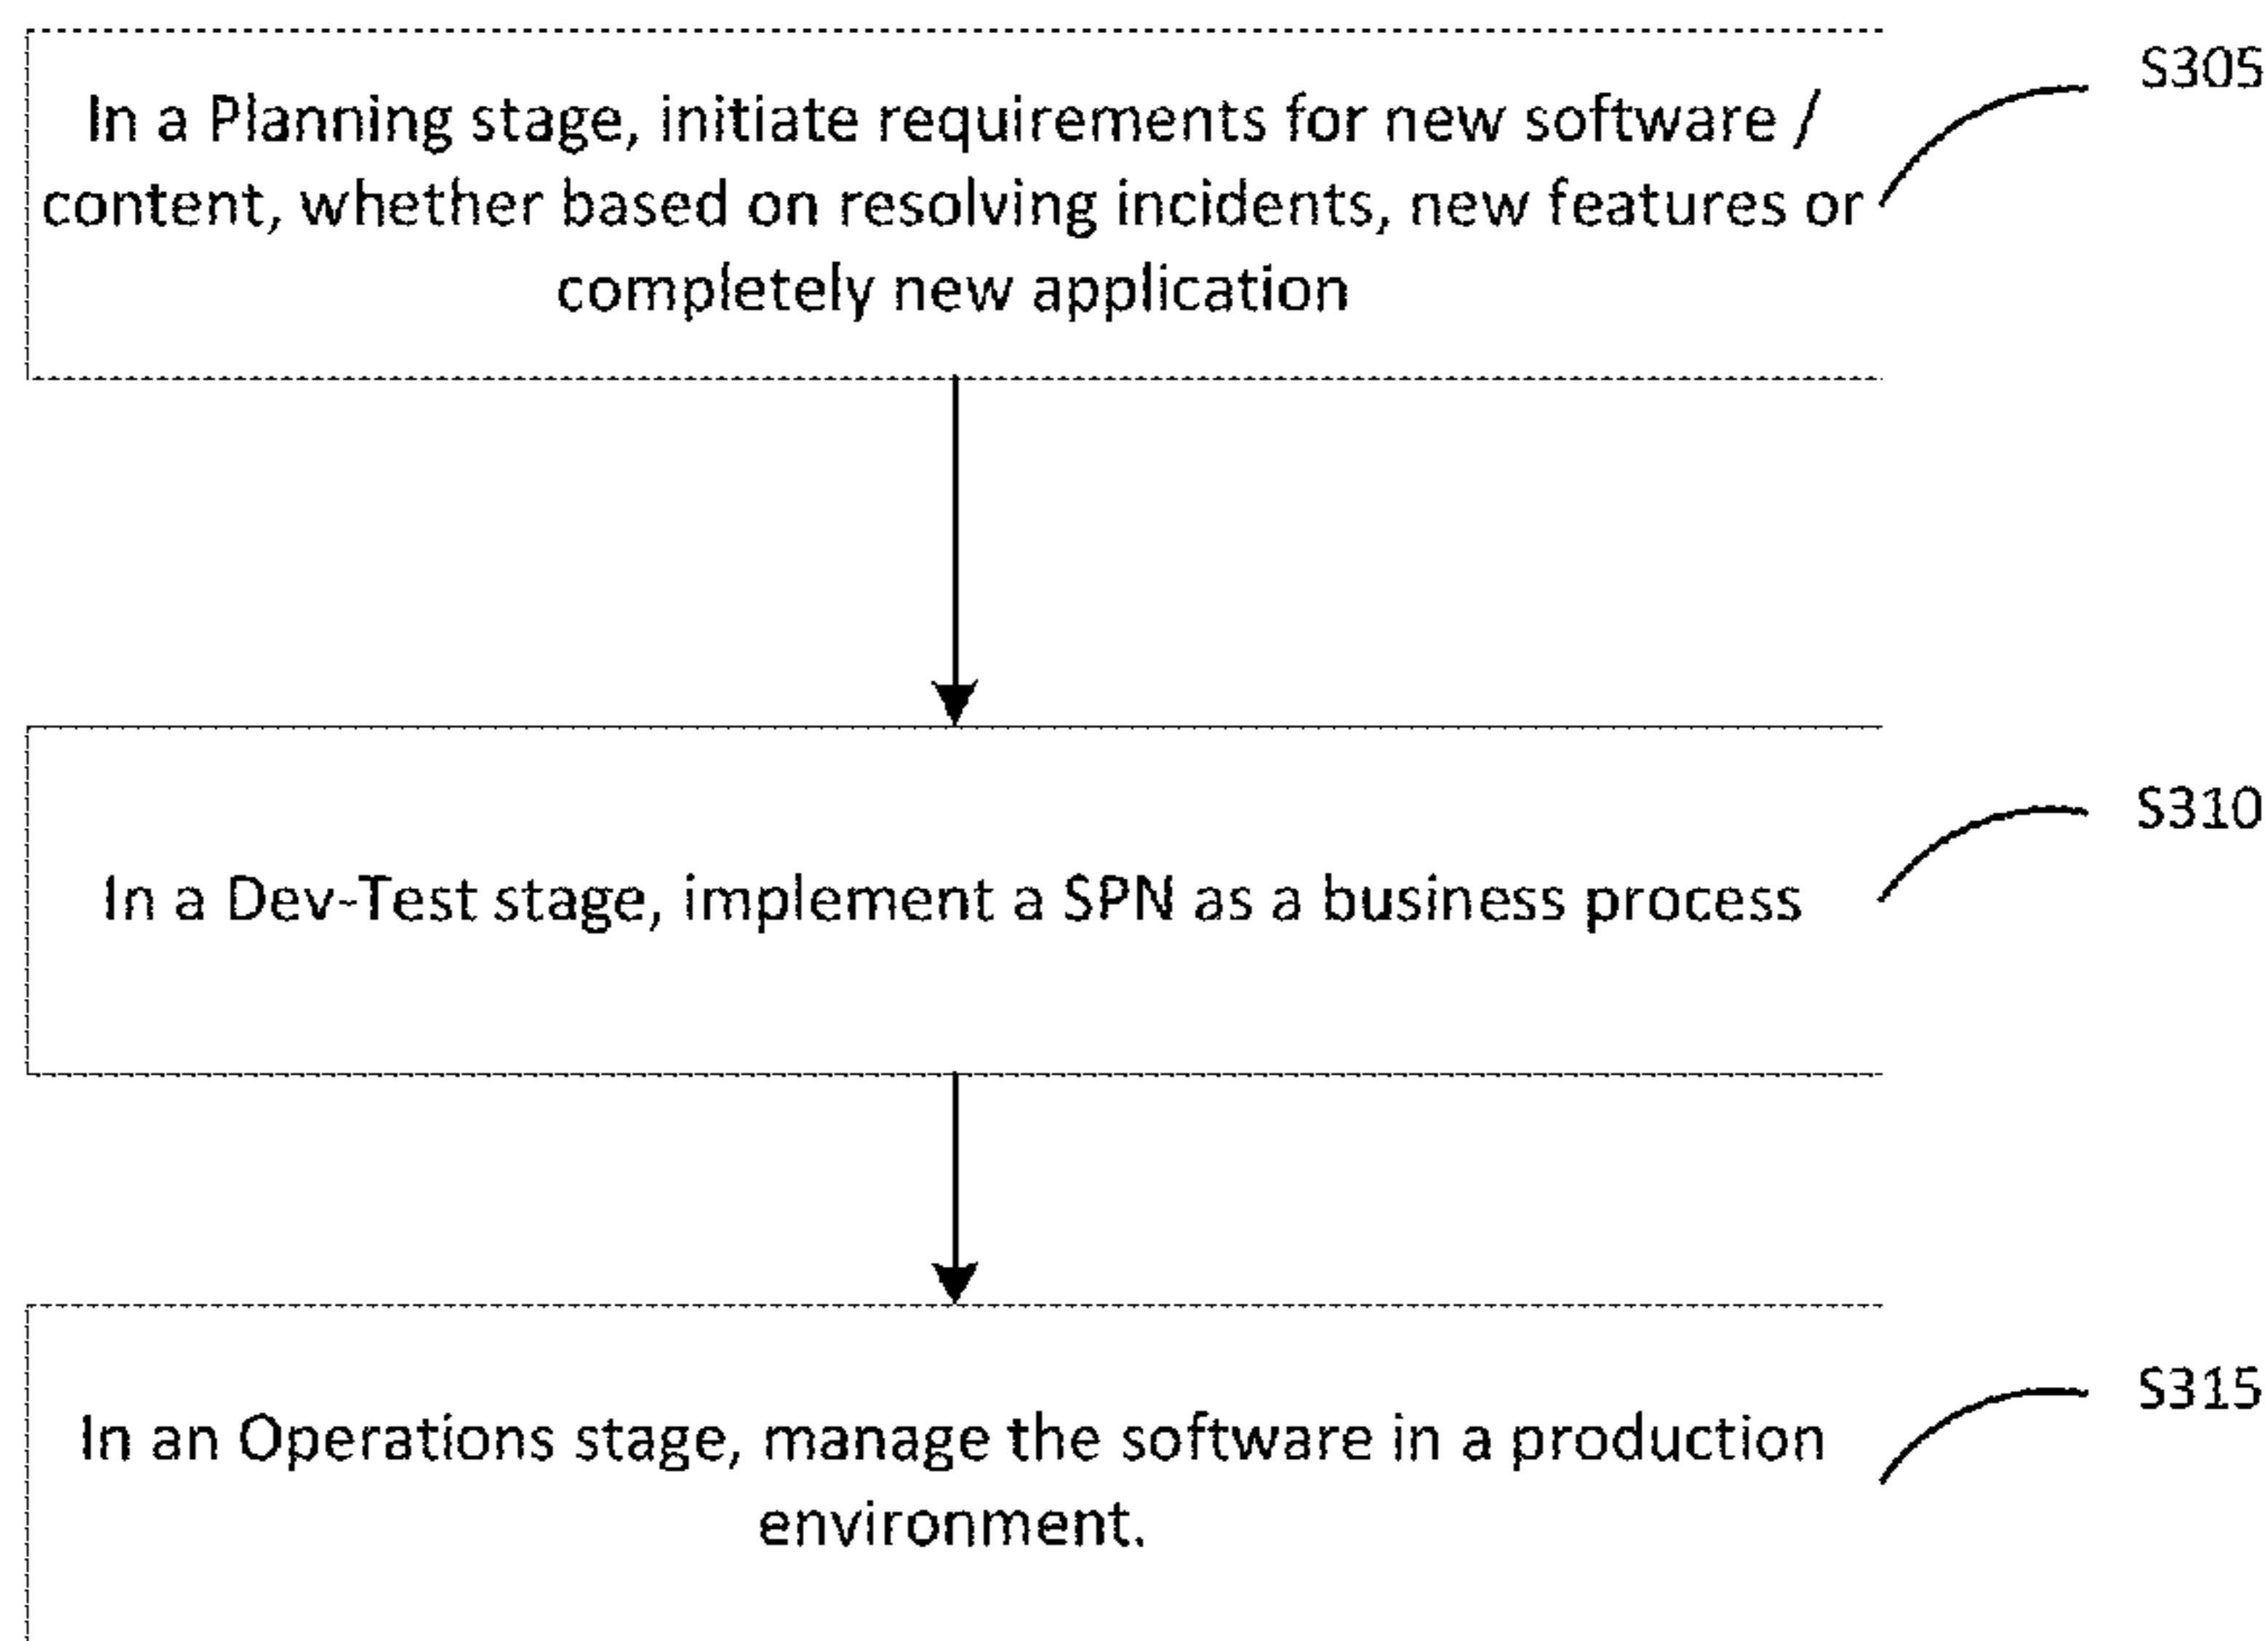 S305
In a Planning stage, initiate requirements for new software /
content, whether based on resolving incidents, new features or
completely new application
S310
In a Dev-Test stage, implement a SPN as a business process
S315
In an Operations stage, manage the software in a production
environment.